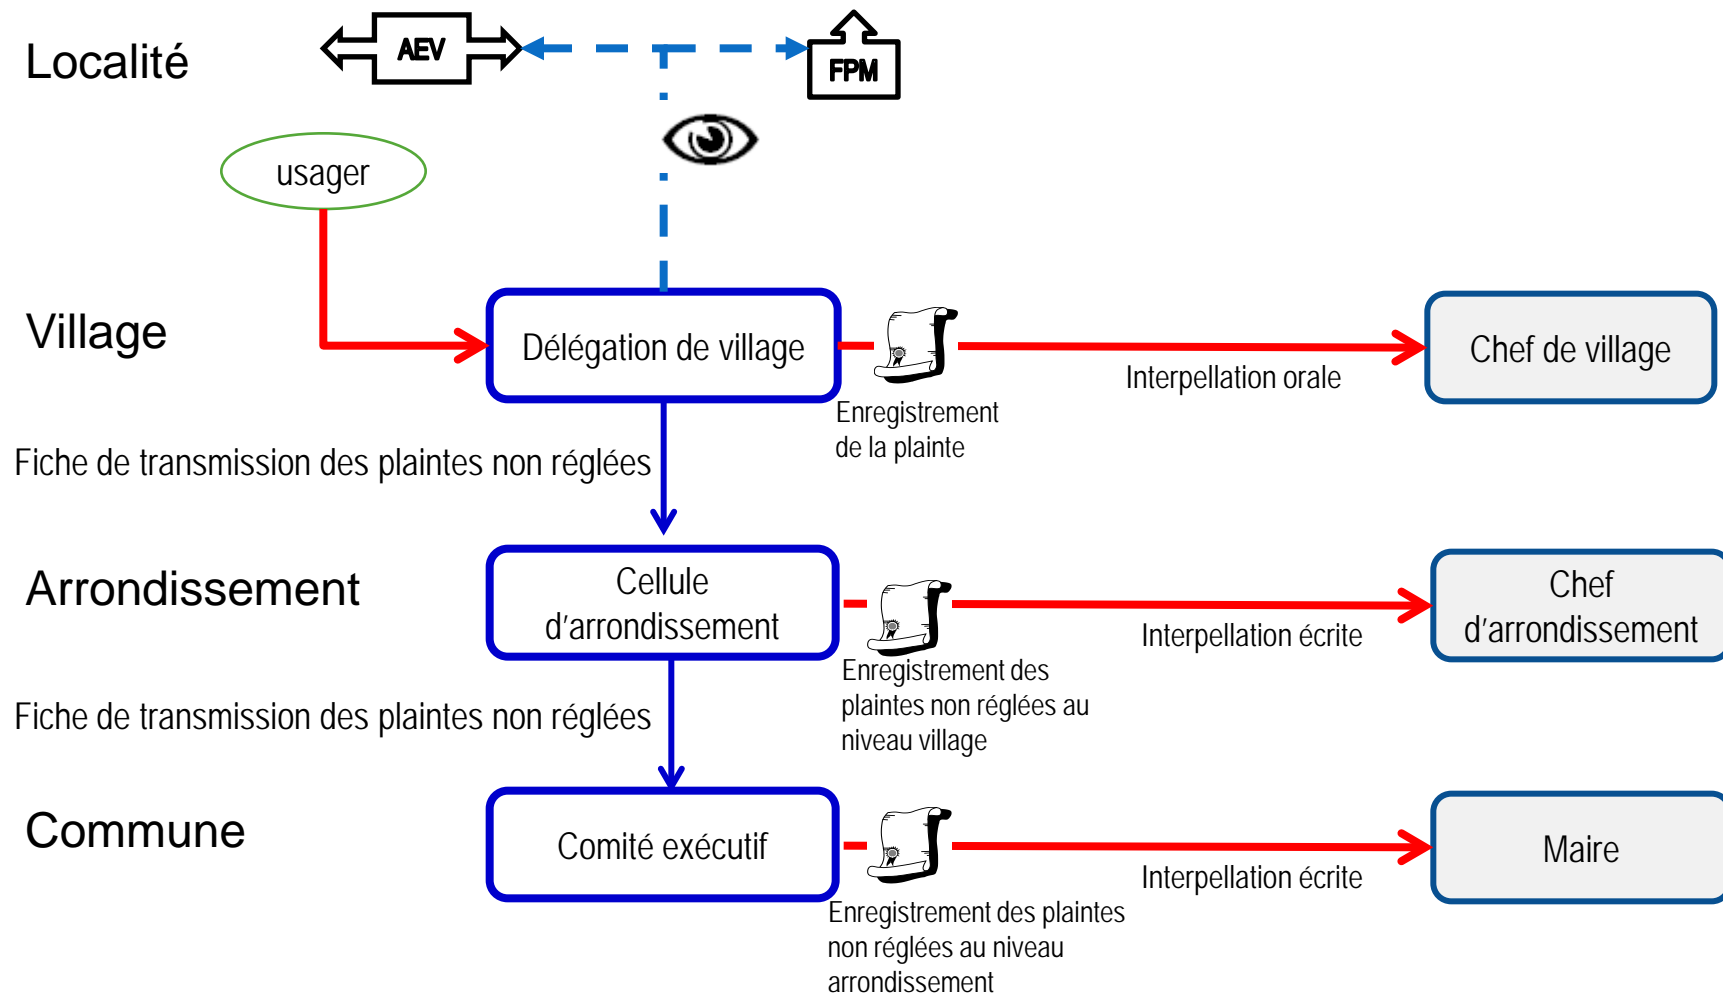 Localité
AEV
FPM
usager
Village
Délégation de village
Chef de village
Interpellation orale
Enregistrement
de la plainte
Fiche de transmission des plaintes non réglées
Arrondissement
Cellule
d'arrondissement
Chef
d'arrondissement
Interpellation écrite
Enregistrement des
plaintes non réglées au
niveau village
Fiche de transmission des plaintes non réglées
Commune
Comité exécutif
Maire
Interpellation écrite
Enregistrement des plaintes
non réglées au niveau
arrondissement